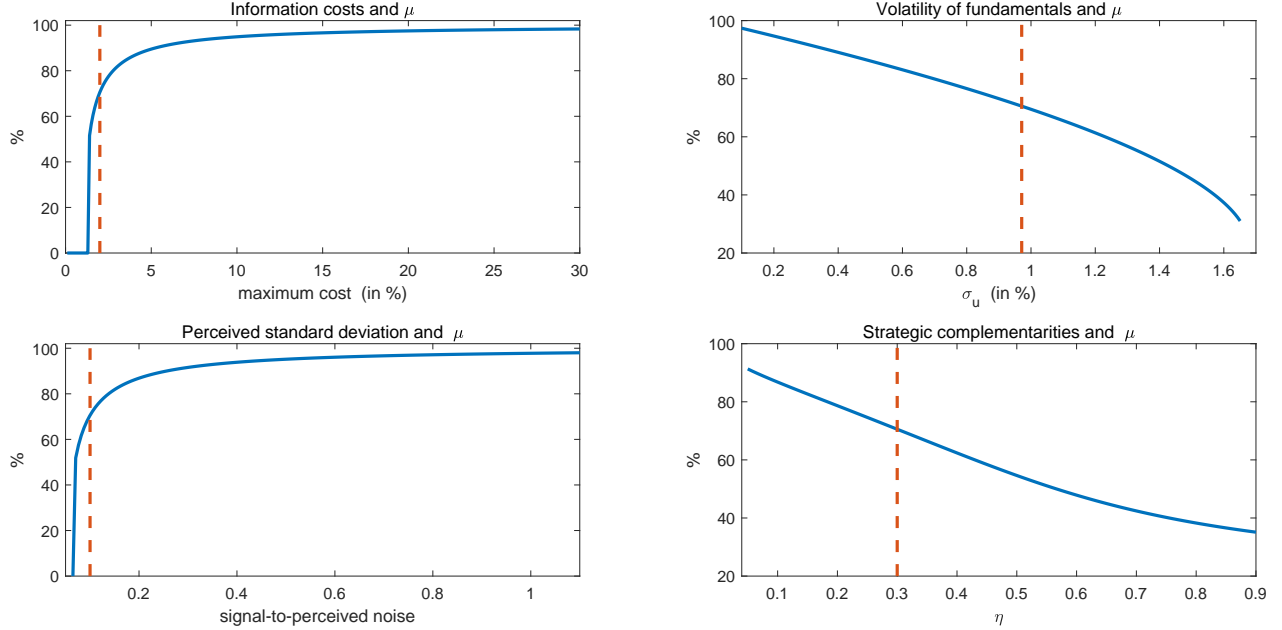 Information costs and μ
%
100
80
60
40
20
0
0 5 10 15 20 25 30
maximum cost (in %)
Volatility of fundamentals and μ
%
100
80
60
40
20
0.2 0.4 0.6 0.8 1 1.2 1.4 1.6
σu (in %)
Perceived standard deviation and μ
%
100
80
60
40
20
0
0.2 0.4 0.6 0.8 1
signal-to-perceived noise
Strategic complementarities and μ
%
100
80
60
40
20
0.1 0.2 0.3 0.4 0.5 0.6 0.7 0.8 0.9
η